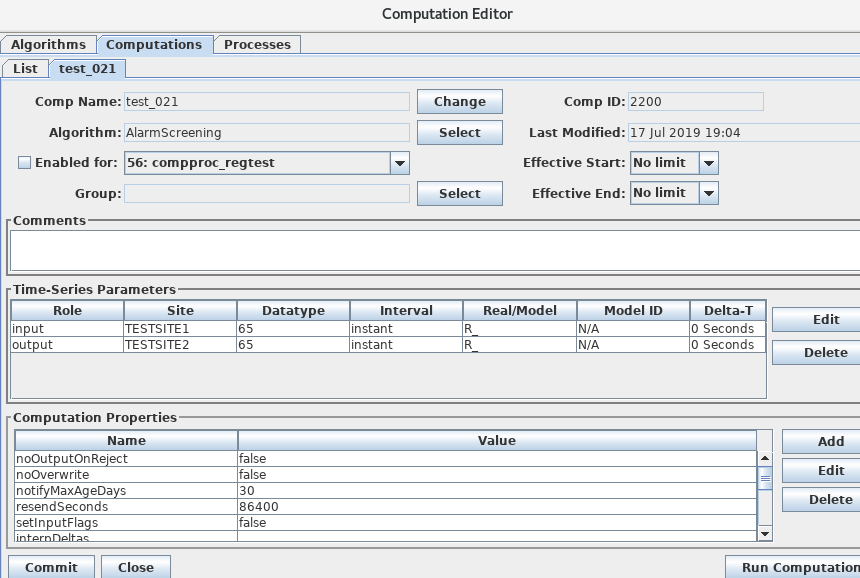 Computation Editor
Algorithms Computations Processes
List test_021
Comp Name: test_021 Change Comp ID: 2200
Algorithm: AlarmScreening Select Last Modified: 17 Jul 2019 19:04
Enabled for: 56: compproc_regtest Effective Start: No limit
Group: Select Effective End: No limit
Comments
Time-Series Parameters
Role Site Datatype Interval Real/Model Model ID Delta-T
input TESTSITE1 65 instant R_ N/A 0 Seconds
output TESTSITE2 65 instant R_ N/A 0 Seconds
Edit
Delete
Computation Properties
Name Value
noOutputOnReject false
noOverwrite false
notifyMaxAgeDays 30
resendSeconds 86400
setInputFlags false
interpDeltas
Add
Edit
Delete
Commit Close Run Computation